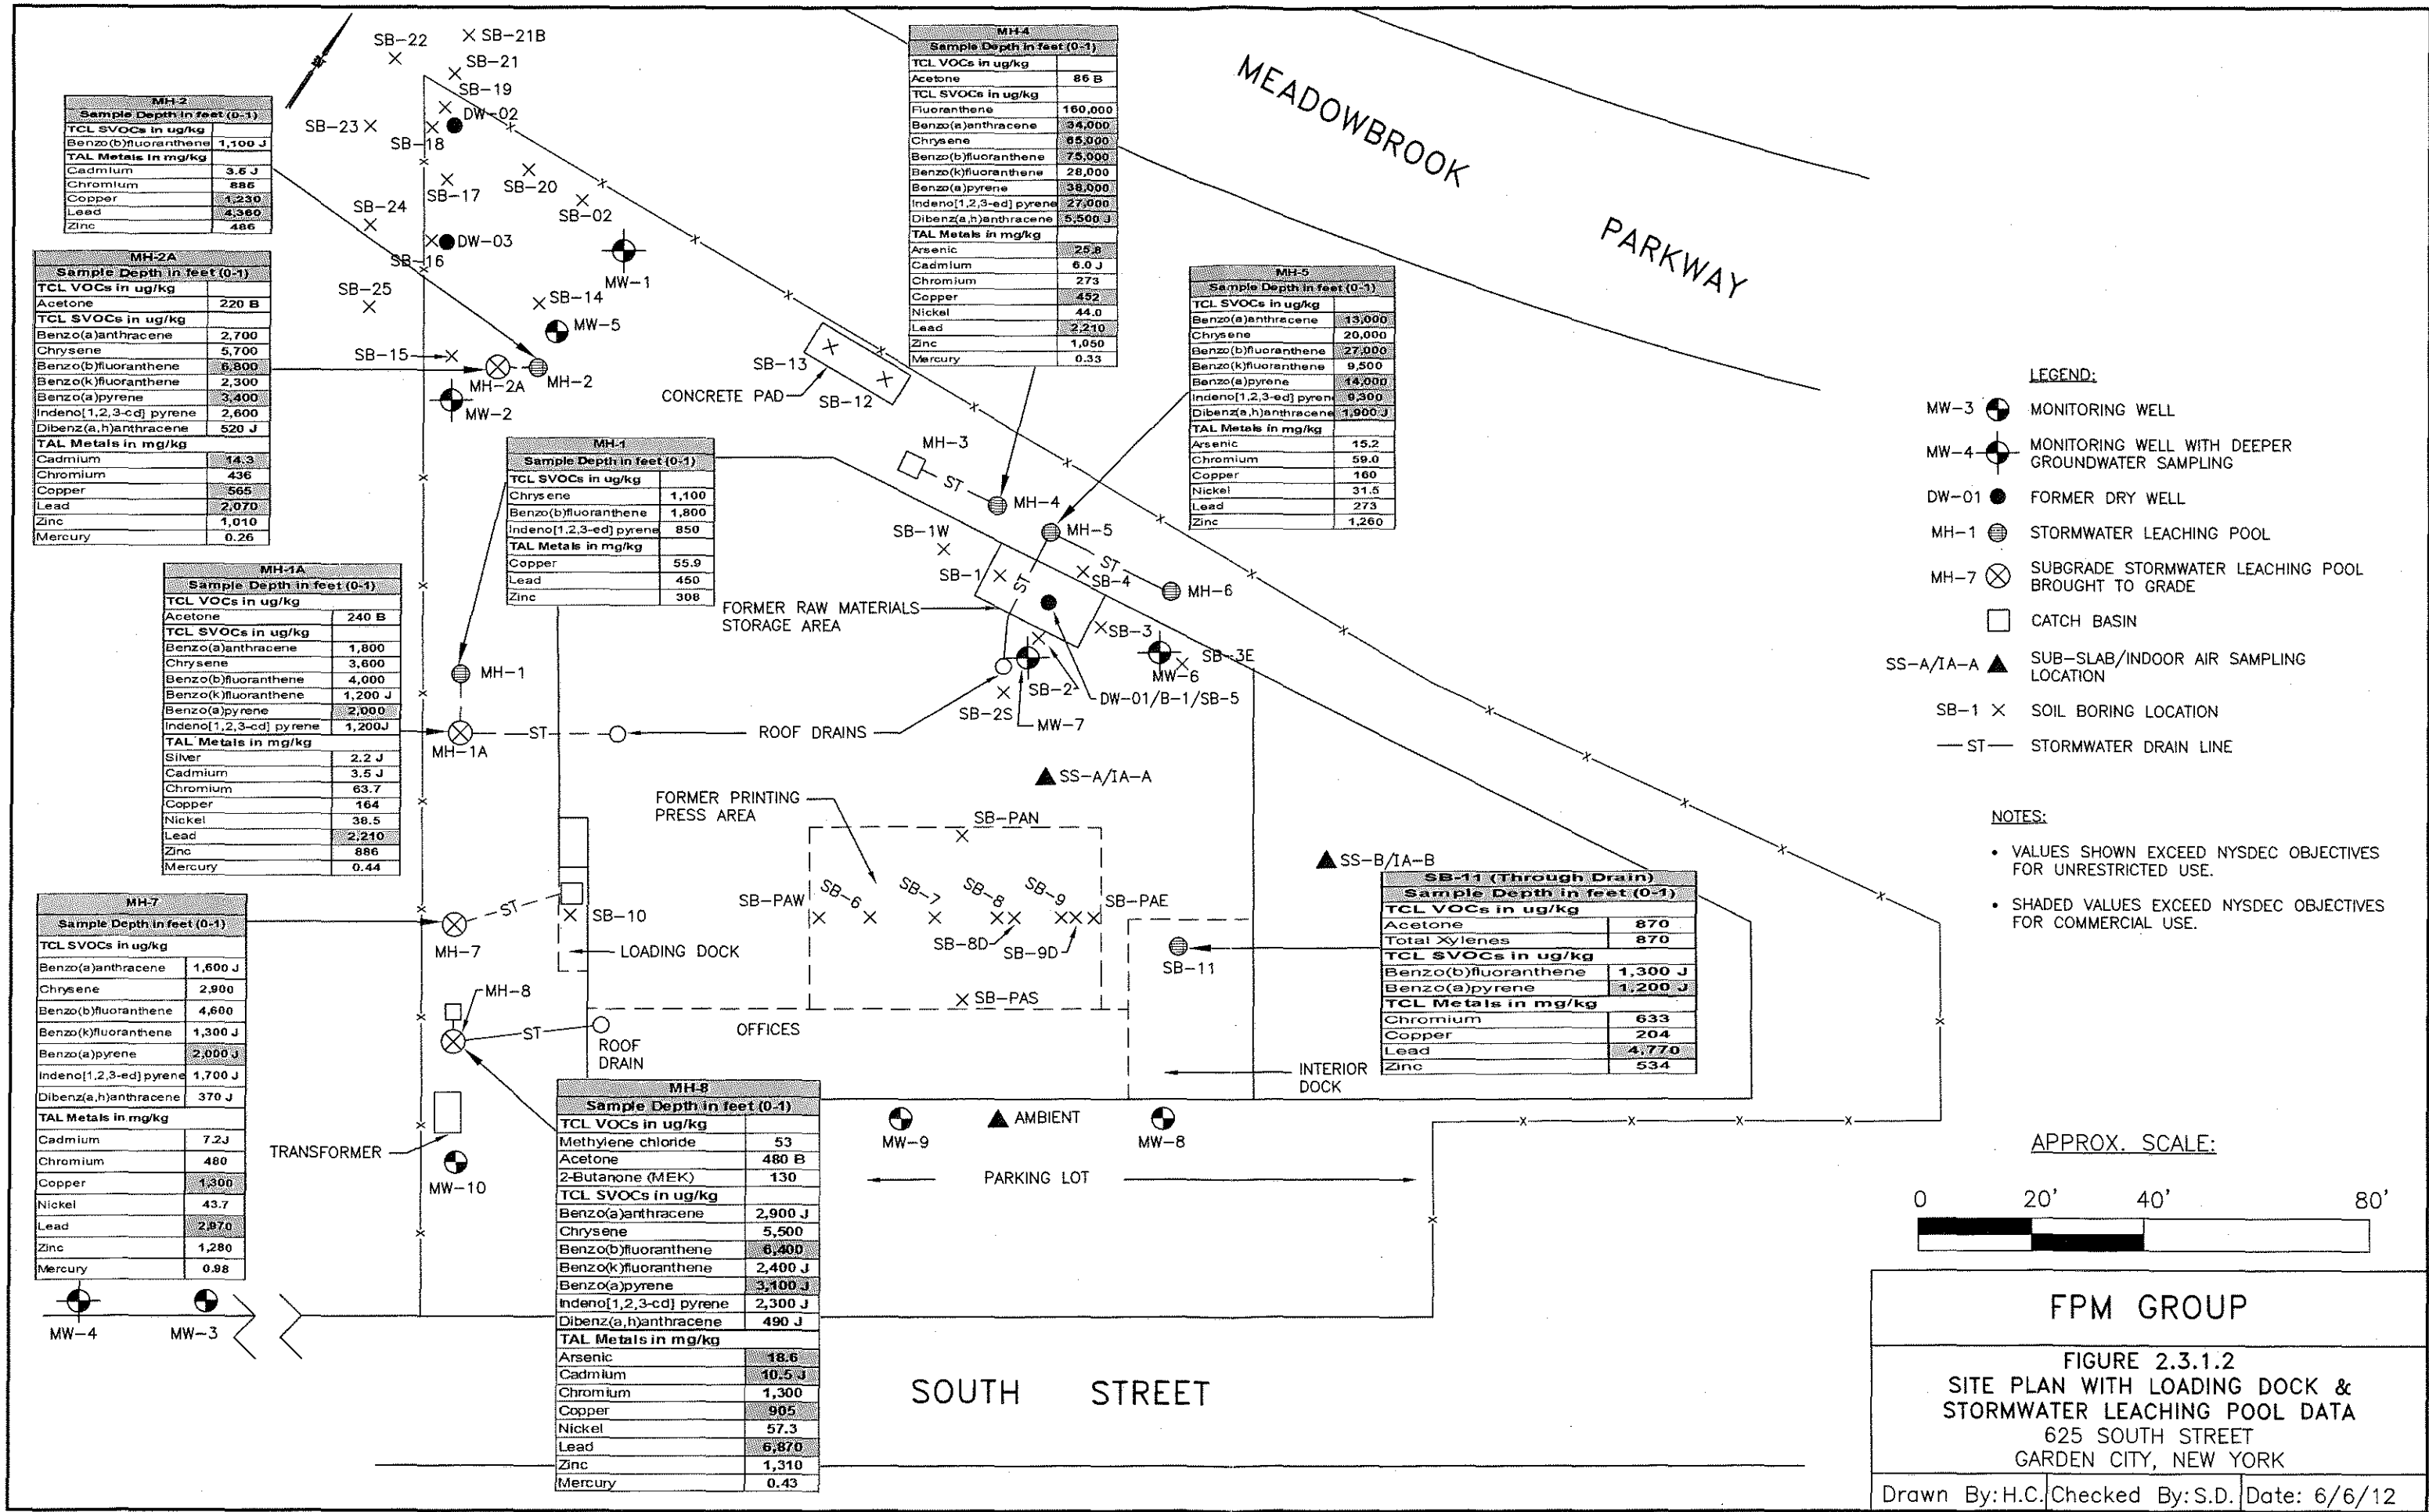 SB-22
SB-21B
SB-21
SB-19
DW-02
SB-23
SB-18
SB-20
SB-17
SB-02
SB-24
DW-03
SB-16
MW-1
SB-25
SB-14
MW-5
SB-15
MH-2A
MH-2
MW-2
SB-13
CONCRETE PAD
SB-12
MEADOWBROOK
PARKWAY
MH-2
Sample Depth in feet (0-1)
TCL SVOCs in ug/kg
Benzo(b)fluoranthene 1,100 J
TAL Metals in mg/kg
Cadmium 3.5 J
Chromium 886
Copper 1,230
Lead 4,360
Zinc 486
MH-2A
Sample Depth in feet (0-1)
TCL VOCs in ug/kg
Acetone 220 B
TCL SVOCs in ug/kg
Benzo(a)anthracene 2,700
Chrysene 5,700
Benzo(b)fluoranthene 6,800
Benzo(k)fluoranthene 2,300
Benzo(a)pyrene 3,400
Indeno[1,2,3-cd] pyrene 2,600
Dibenz(a,h)anthracene 520 J
TAL Metals in mg/kg
Cadmium 14.3
Chromium 436
Copper 565
Lead 2,070
Zinc 1,010
Mercury 0.26
MH-4
Sample Depth in feet (0-1)
TCL VOCs in ug/kg
Acetone 86 B
TCL SVOCs in ug/kg
Fluoranthene 160,000
Benzo(a)anthracene 34,000
Chrysene 65,000
Benzo(b)fluoranthene 75,000
Benzo(k)fluoranthene 28,000
Benzo(a)pyrene 38,000
Indeno[1,2,3-ed] pyrene 27,000
Dibenz(a,h)anthracene 5,500 J
TAL Metals in mg/kg
Arsenic 25.8
Cadmium 6.0 J
Chromium 273
Copper 452
Nickel 44.0
Lead 2,210
Zinc 1,050
Mercury 0.33
MH-5
Sample Depth in feet (0-1)
TCL SVOCs in ug/kg
Benzo(a)anthracene 13,000
Chrysene 20,000
Benzo(b)fluoranthene 27,000
Benzo(k)fluoranthene 9,500
Benzo(a)pyrene 14,000
Indeno[1,2,3-ed] pyrene 9,300
Dibenz(a,h)anthracene 1,900 J
TAL Metals in mg/kg
Arsenic 15.2
Chromium 59.0
Copper 160
Nickel 31.5
Lead 273
Zinc 1,260
MH-1
Sample Depth in feet (0-1)
TCL SVOCs in ug/kg
Chrysene 1,100
Benzo(b)fluoranthene 1,800
Indeno[1,2,3-ed] pyrene 850
TAL Metals in mg/kg
Copper 55.9
Lead 450
Zinc 308
MH-1A
Sample Depth in feet (0-1)
TCL VOCs in ug/kg
Acetone 240 B
TCL SVOCs in ug/kg
Benzo(a)anthracene 1,800
Chrysene 3,600
Benzo(b)fluoranthene 4,000
Benzo(k)fluoranthene 1,200 J
Benzo(a)pyrene 2,000
Indeno[1,2,3-cd] pyrene 1,200J
TAL Metals in mg/kg
Silver 2.2 J
Cadmium 3.5 J
Chromium 63.7
Copper 164
Nickel 38.5
Lead 2,210
Zinc 886
Mercury 0.44
MH-3
ST
MH-4
MH-5
SB-1W
SB-1
ST
SB-4
ST
MH-6
FORMER RAW MATERIALS
STORAGE AREA
SB-3
SB-3E
MW-6
SB-2
DW-01/B-1/SB-5
SB-2S
MW-7
MH-1
MH-1A
ST
ROOF DRAINS
SS-A/IA-A
FORMER PRINTING
PRESS AREA
SB-PAN
SS-B/IA-B
SB-PAW
SB-6
SB-7
SB-8
SB-9
SB-PAE
SB-8D
SB-9D
SB-PAS
SB-11
ST
SB-10
MH-7
LOADING DOCK
MH-8
ST
ROOF
DRAIN
OFFICES
INTERIOR
DOCK
TRANSFORMER
MW-10
MW-9
AMBIENT
MW-8
PARKING LOT
MW-4
MW-3
SOUTH STREET
MH-7
Sample Depth in feet (0-1)
TCL SVOCs in ug/kg
Benzo(a)anthracene 1,600 J
Chrysene 2,900
Benzo(b)fluoranthene 4,600
Benzo(k)fluoranthene 1,300 J
Benzo(a)pyrene 2,000 J
Indeno[1,2,3-ed] pyrene 1,700 J
Dibenz(a,h)anthracene 370 J
TAL Metals in mg/kg
Cadmium 7.2J
Chromium 480
Copper 1,300
Nickel 43.7
Lead 2,970
Zinc 1,280
Mercury 0.98
MH-8
Sample Depth in feet (0-1)
TCL VOCs in ug/kg
Methylene chloride 53
Acetone 480 B
2-Butanone (MEK) 130
TCL SVOCs in ug/kg
Benzo(a)anthracene 2,900 J
Chrysene 5,500
Benzo(b)fluoranthene 6,400
Benzo(k)fluoranthene 2,400 J
Benzo(a)pyrene 3,100 J
Indeno[1,2,3-cd] pyrene 2,300 J
Dibenz(a,h)anthracene 490 J
TAL Metals in mg/kg
Arsenic 18.6
Cadmium 10.5 J
Chromium 1,300
Copper 905
Nickel 57.3
Lead 6,870
Zinc 1,310
Mercury 0.43
SB-11 (Through Drain)
Sample Depth in feet (0-1)
TCL VOCs in ug/kg
Acetone 870
Total Xylenes 870
TCL SVOCs in ug/kg
Benzo(b)fluoranthene 1,300 J
Benzo(a)pyrene 1,200 J
TCL Metals in mg/kg
Chromium 633
Copper 204
Lead 4,770
Zinc 534
LEGEND:
MW-3 MONITORING WELL
MW-4 MONITORING WELL WITH DEEPER
GROUNDWATER SAMPLING
DW-01 FORMER DRY WELL
MH-1 STORMWATER LEACHING POOL
MH-7 SUBGRADE STORMWATER LEACHING POOL
BROUGHT TO GRADE
CATCH BASIN
SS-A/IA-A SUB-SLAB/INDOOR AIR SAMPLING
LOCATION
SB-1 SOIL BORING LOCATION
ST STORMWATER DRAIN LINE
NOTES:
• VALUES SHOWN EXCEED NYSDEC OBJECTIVES
FOR UNRESTRICTED USE.
• SHADED VALUES EXCEED NYSDEC OBJECTIVES
FOR COMMERCIAL USE.
APPROX. SCALE:
0 20' 40' 80'
FPM GROUP
FIGURE 2.3.1.2
SITE PLAN WITH LOADING DOCK &
STORMWATER LEACHING POOL DATA
625 SOUTH STREET
GARDEN CITY, NEW YORK
Drawn By: H.C. Checked By: S.D. Date: 6/6/12